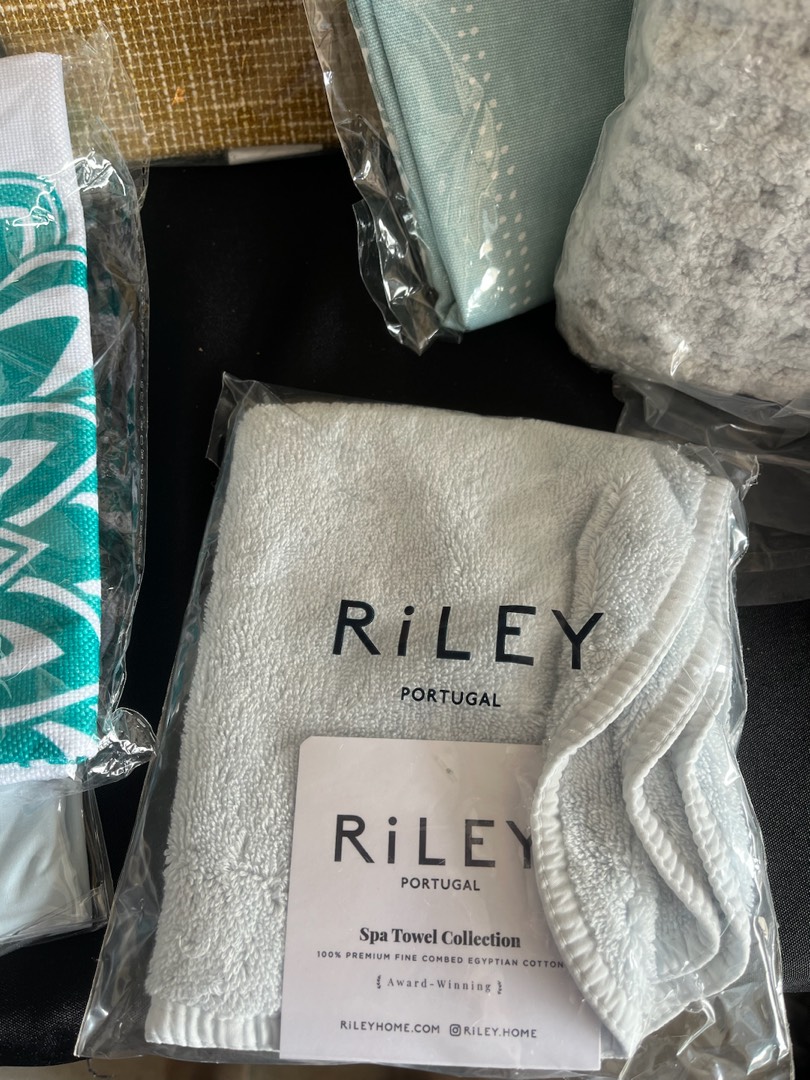 RiLEY
PORTUGAL
RiLEY
PORTUGAL
Spa Towel Collection
100% PREMIUM FINE COMBED EGYPTIAN COTTON
Award-Winning
RILEYHOME.COM RILEY.HOME